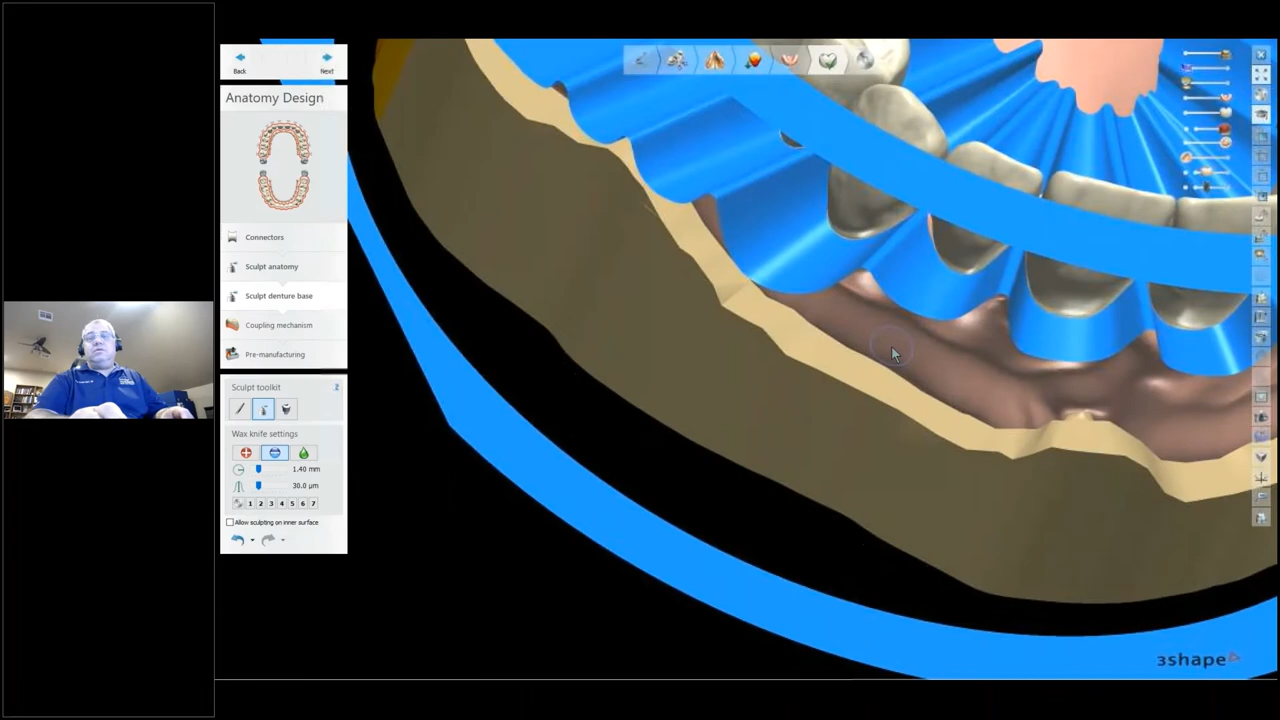 Back
Next
Anatomy Design
Connectors
Sculpt anatomy
Sculpt denture base
Coupling mechanism
Pre-manufacturing
Sculpt toolkit
Wax knife settings
1.40 mm
30.0 µm
1 2 3 4 5 6 7
Allow sculpting on inner surface
3shape